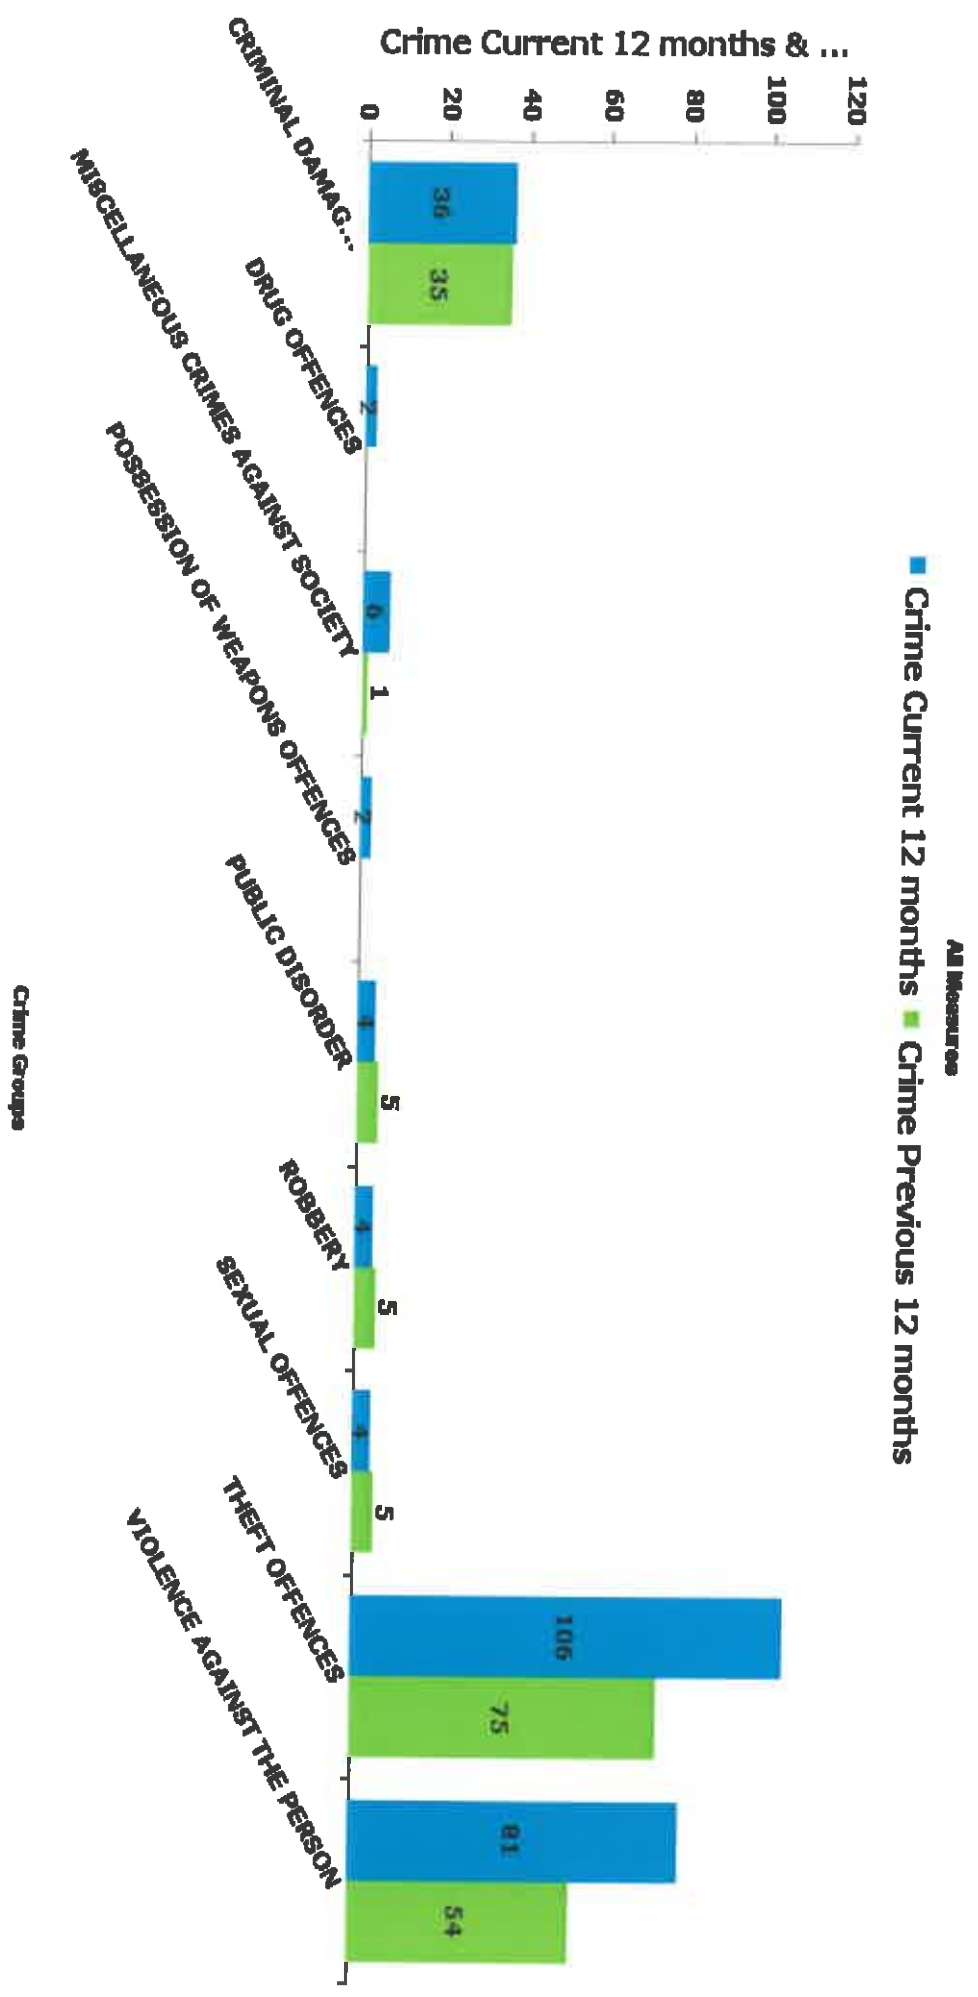 All Measures
Crime Current 12 months Crime Previous 12 months
Crime Current 12 months & ...
120
100
80
60
40
20
0
36
35
2
6
1
2
4
5
4
5
4
5
106
75
81
54
CRIMINAL DAMAG...
DRUG OFFENCES
MISCELLANEOUS CRIMES AGAINST SOCIETY
POSSESSION OF WEAPONS OFFENCES
PUBLIC DISORDER
ROBBERY
SEXUAL OFFENCES
THEFT OFFENCES
VIOLENCE AGAINST THE PERSON
Crime Groups